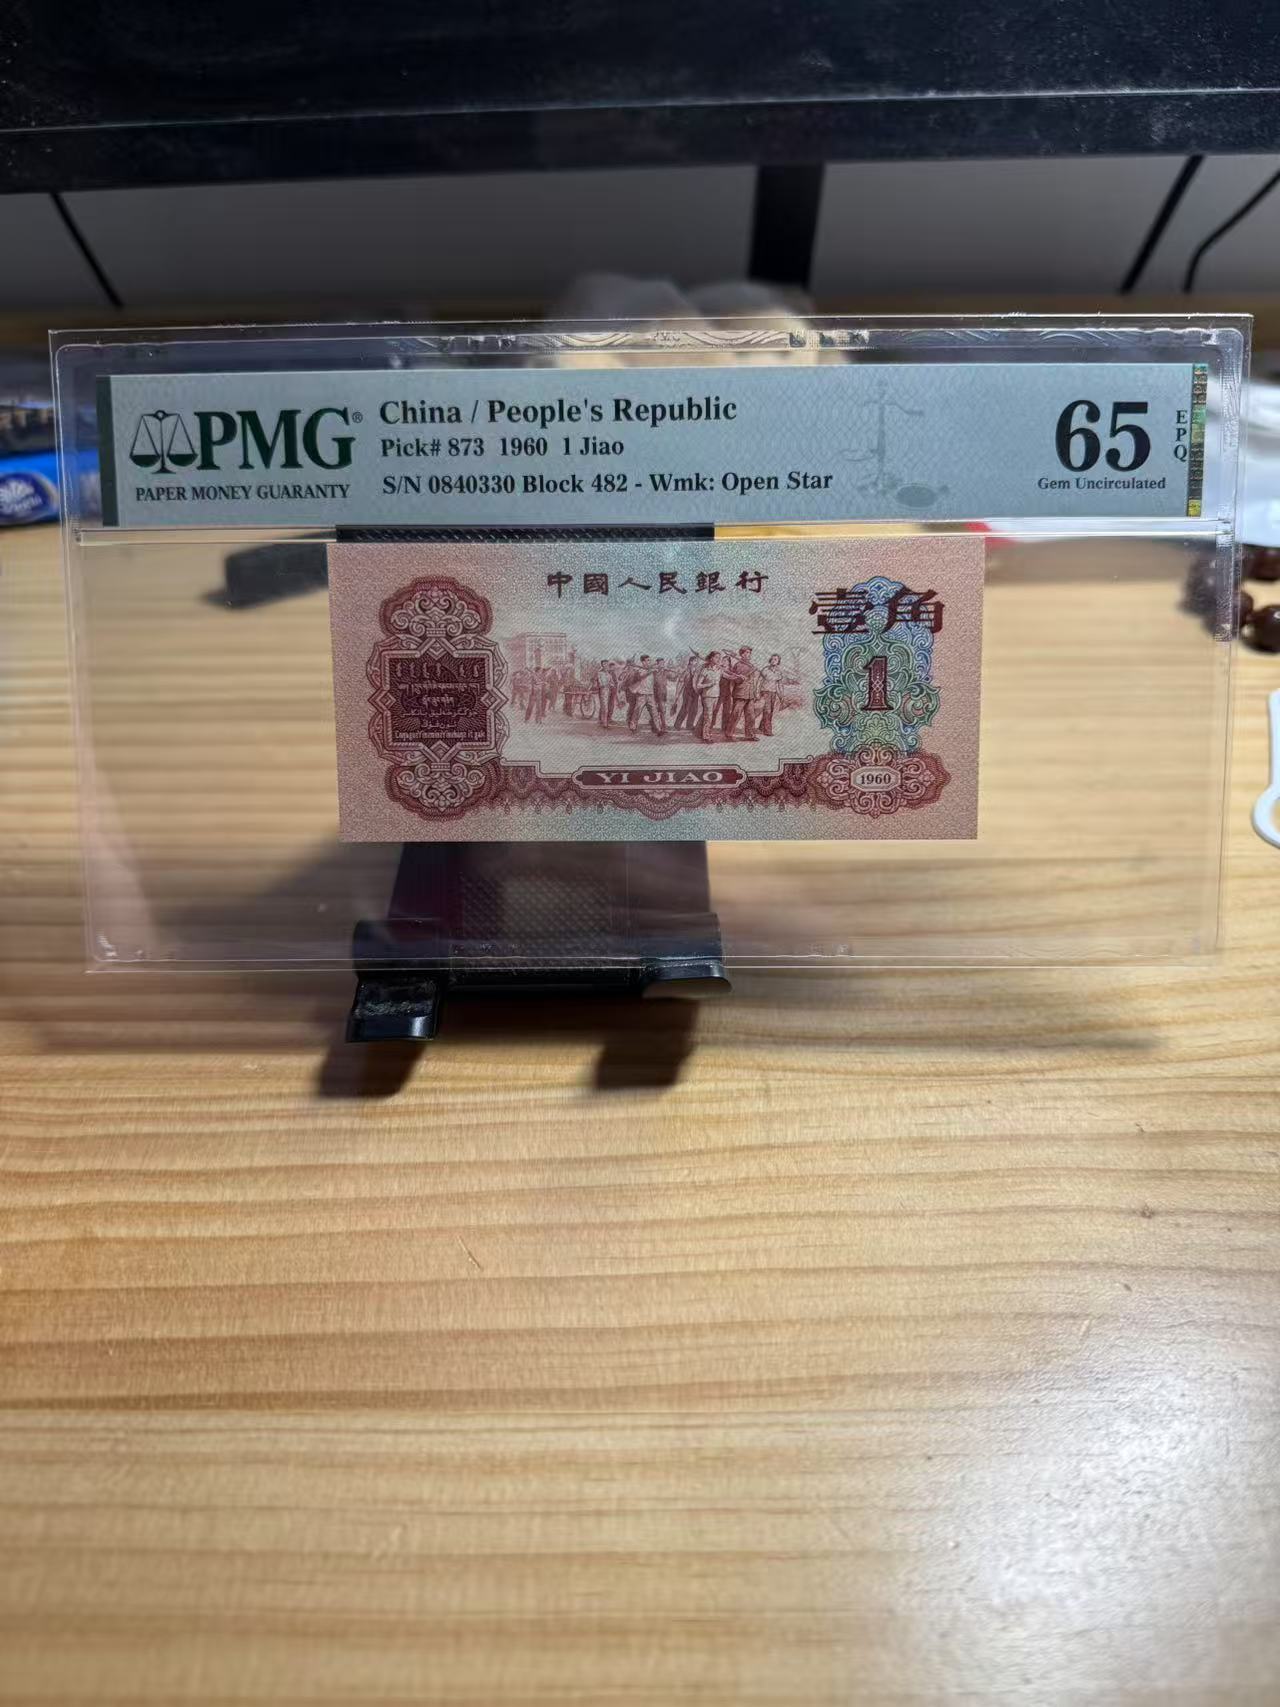 PMG®
PAPER MONEY GUARANTY
China / People's Republic
Pick# 873 1960 1 Jiao
S/N 0840330 Block 482 - Wmk: Open Star
65
EPQ
Gem Uncirculated
中國人民銀行
壹角
1
YI JIAO
1960